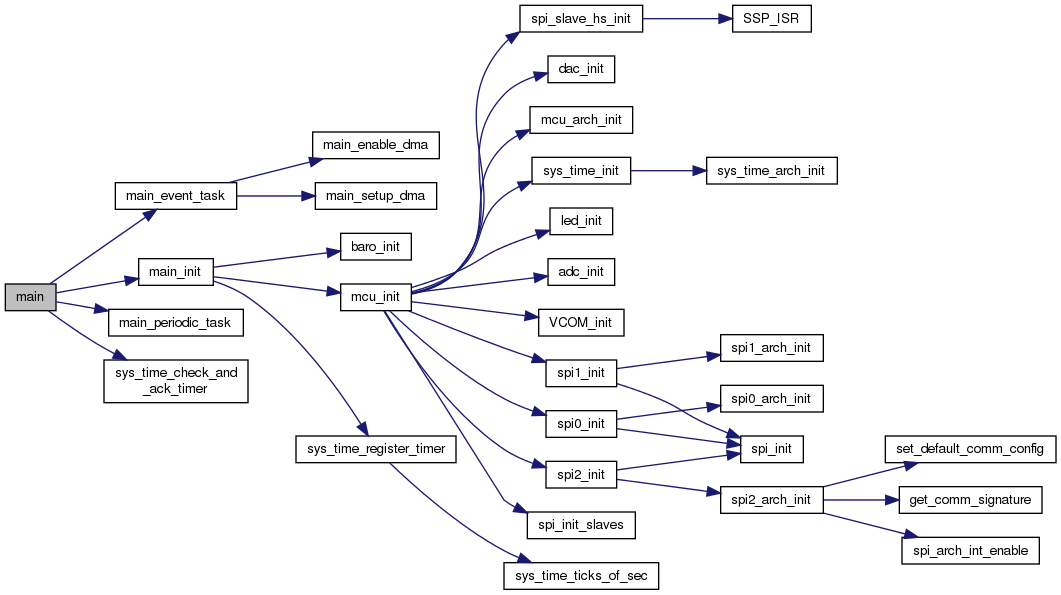 spi_slave_hs_init
SSP_ISR
dac_init
mcu_arch_init
main_enable_dma
sys_time_init
sys_time_arch_init
main_event_task
main_setup_dma
led_init
baro_init
main_init
adc_init
main
mcu_init
main_periodic_task
VCOM_init
spi1_arch_init
sys_time_check_and
_ack_timer
spi1_init
spi0_arch_init
spi0_init
sys_time_register_timer
spi_init
set_default_comm_config
spi2_init
spi2_arch_init
get_comm_signature
spi_init_slaves
spi_arch_int_enable
sys_time_ticks_of_sec